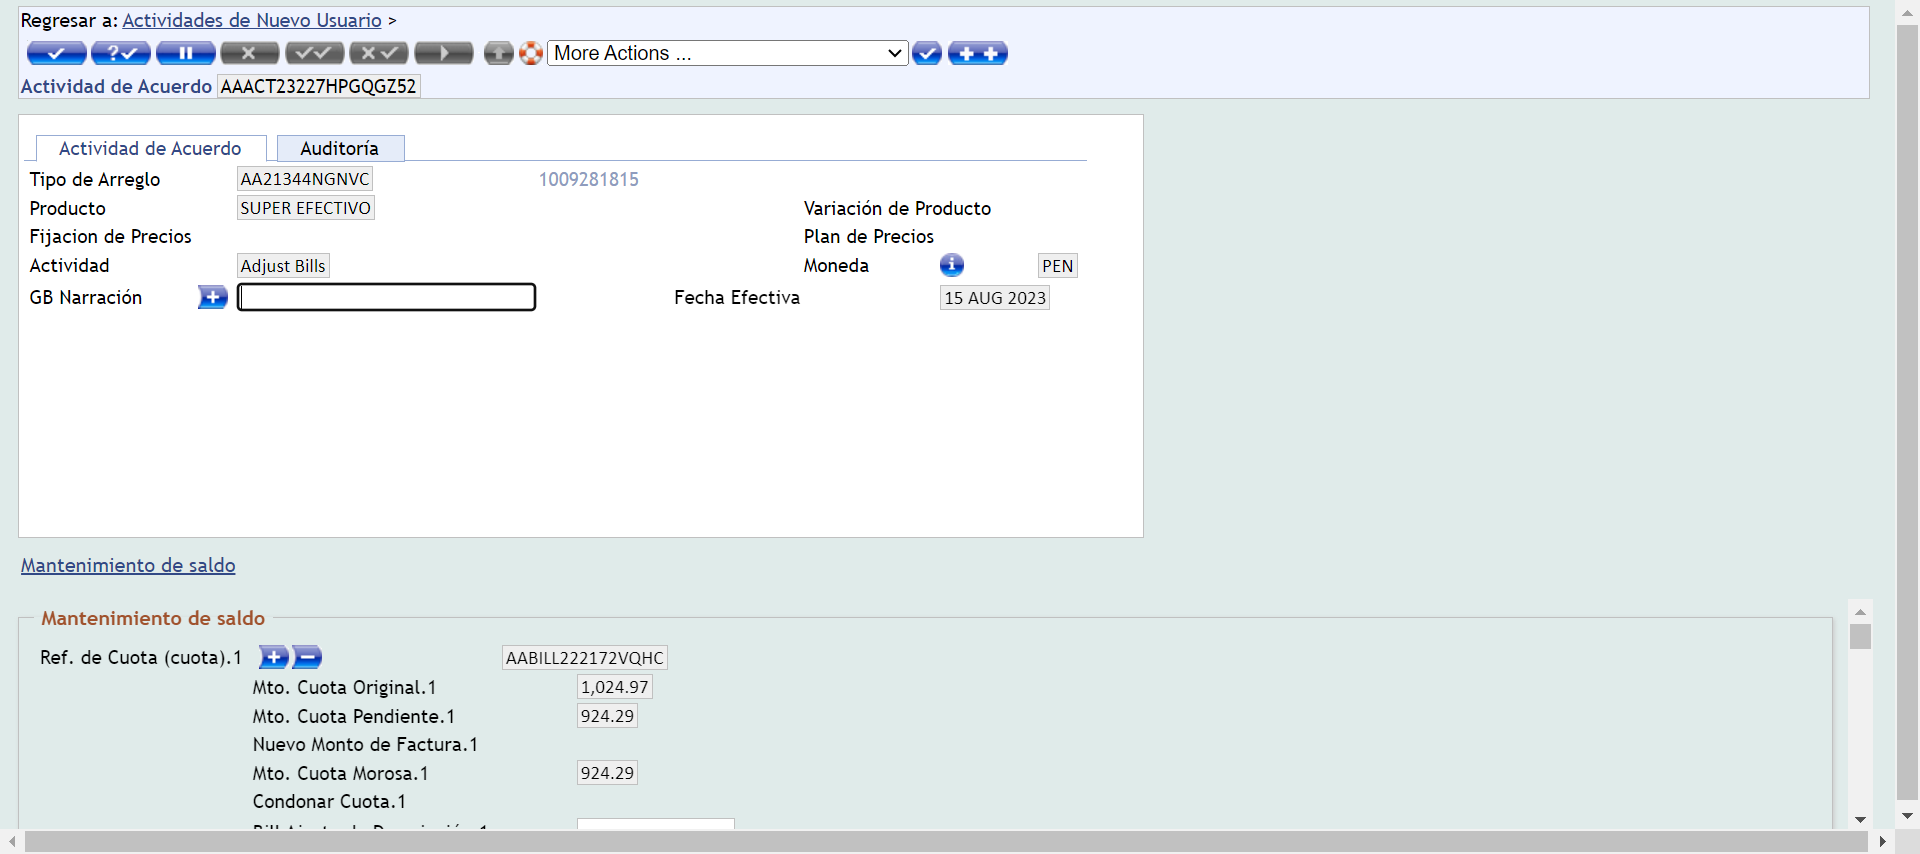 Regresar a: Actividades de Nuevo Usuario >
More Actions ...
Actividad de Acuerdo AAACT23227HPGQGZ52
Actividad de Acuerdo Auditoría
Tipo de Arreglo AA21344NGNVC 1009281815
Producto SUPER EFECTIVO Variación de Producto
Fijacion de Precios Plan de Precios
Actividad Adjust Bills Moneda PEN
GB Narración Fecha Efectiva 15 AUG 2023
Mantenimiento de saldo
Mantenimiento de saldo
Ref. de Cuota (cuota).1 AABILL222172VQHC
Mto. Cuota Original.1 1,024.97
Mto. Cuota Pendiente.1 924.29
Nuevo Monto de Factura.1
Mto. Cuota Morosa.1 924.29
Condonar Cuota.1